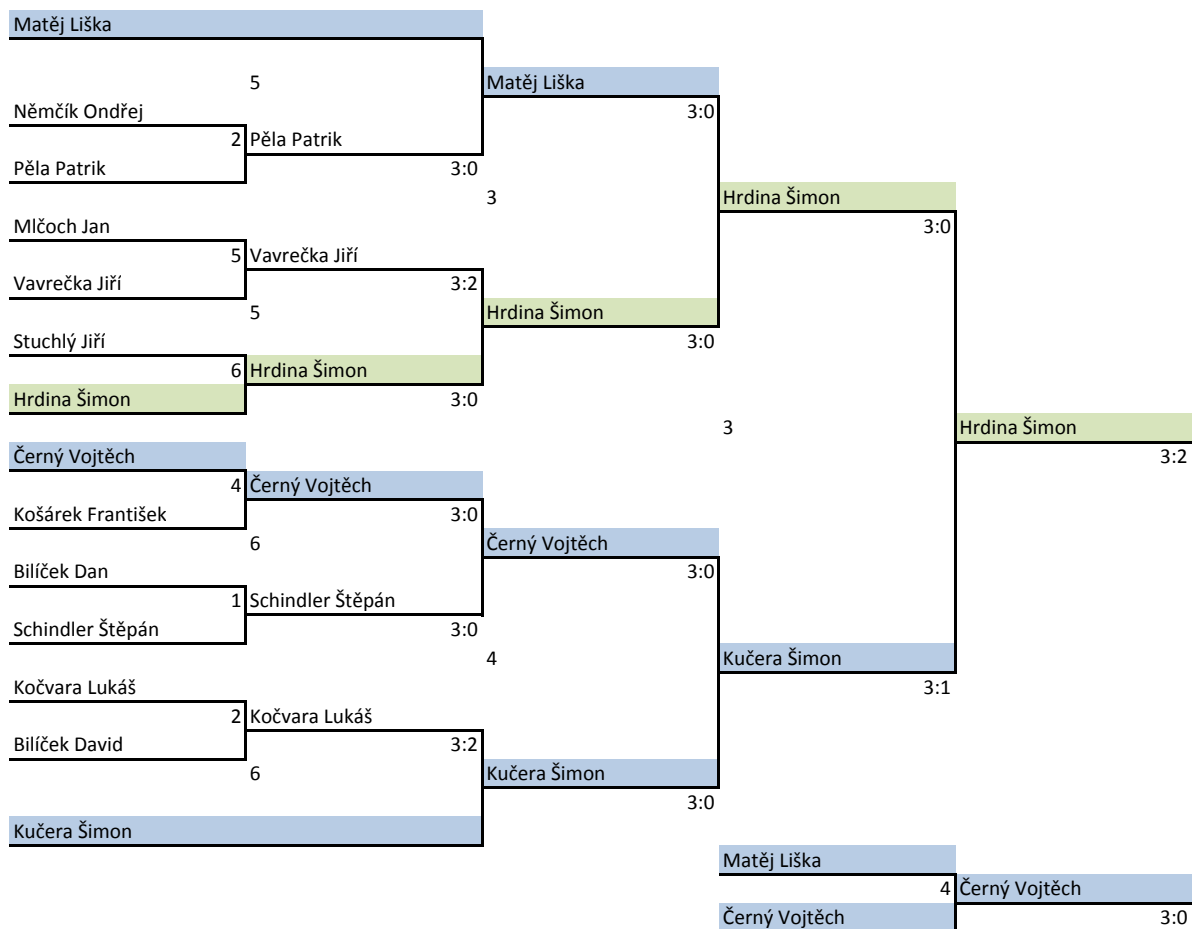 Matěj Liška
5 Matěj Liška
Němčík Ondřej 3:0
2 Pěla Patrik
Pěla Patrik 3:0
3 Hrdina Šimon
Mlčoch Jan 3:0
5 Vavrečka Jiří
Vavrečka Jiří 3:2
5 Hrdina Šimon
Stuchlý Jiří 3:0
6 Hrdina Šimon
Hrdina Šimon 3:0
3 Hrdina Šimon
Černý Vojtěch 3:2
4 Černý Vojtěch
Košárek František 3:0
6 Černý Vojtěch
Bilíček Dan 3:0
1 Schindler Štěpán
Schindler Štěpán 3:0
4 Kučera Šimon
Kočvara Lukáš 3:1
2 Kočvara Lukáš
Bilíček David 3:2
6 Kučera Šimon
3:0
Kučera Šimon
Matěj Liška
4 Černý Vojtěch
Černý Vojtěch 3:0